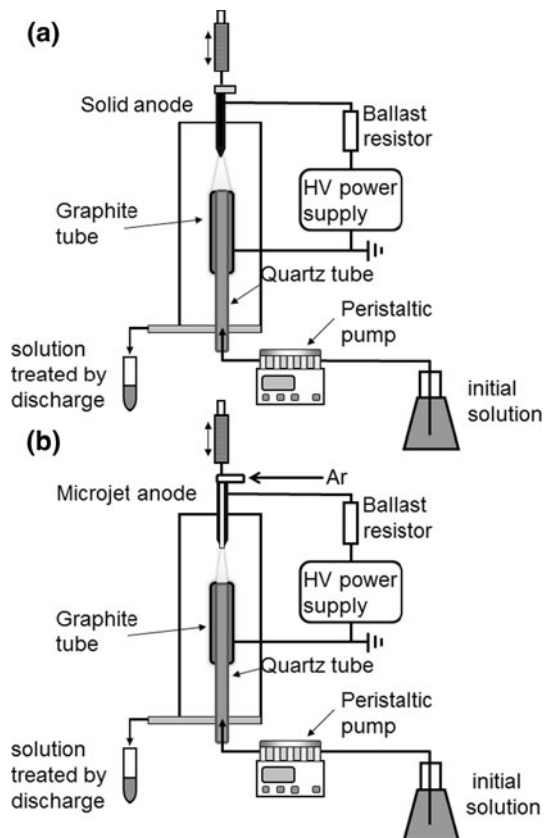 (a)
Solid anode
Ballast
resistor
HV power
supply
Graphite
tube
Quartz tube
Peristaltic
pump
solution
treated by
discharge
initial
solution
(b)
Ar
Microjet anode
Ballast
resistor
HV power
supply
Graphite
tube
Quartz tube
Peristaltic
pump
solution
treated by
discharge
initial
solution